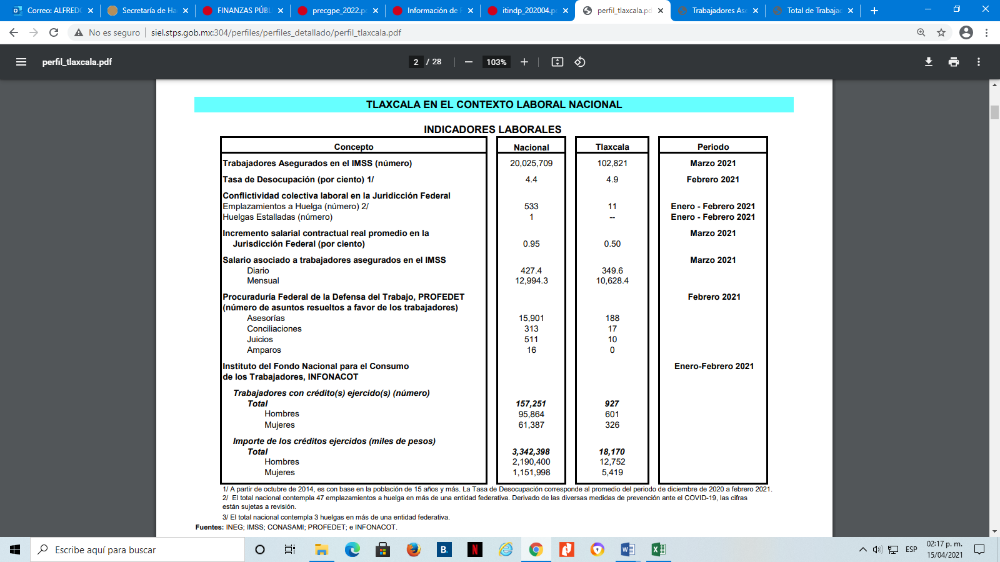 Correo: ALFRED
Secretaría de Ha
FINANZAS PÚBL
precgpe_2022.pd
Información de F
itindp_202004.p
perfil_tlaxcala.pd
Trabajadores Ase
Total de Trabajad
No es seguro
siel.stps.gob.mx:304/perfiles/perfiles_detallado/perfil_tlaxcala.pdf
perfil_tlaxcala.pdf
2 / 28
103%
TLAXCALA EN EL CONTEXTO LABORAL NACIONAL
INDICADORES LABORALES
Concepto Nacional Tlaxcala Periodo
Trabajadores Asegurados en el IMSS (número) 20,025,709 102,821 Marzo 2021
Tasa de Desocupación (por ciento) 1/ 4.4 4.9 Febrero 2021
Conflictividad colectiva laboral en la Juridicción Federal
Emplazamientos a Huelga (número) 2/ 533 11 Enero - Febrero 2021
Huelgas Estalladas (número) 1 -- Enero - Febrero 2021
Incremento salarial contractual real promedio en la Marzo 2021
Jurisdicción Federal (por ciento) 0.95 0.50
Salario asociado a trabajadores asegurados en el IMSS Marzo 2021
Diario 427.4 349.6
Mensual 12,994.3 10,628.4
Procuraduría Federal de la Defensa del Trabajo, PROFEDET Febrero 2021
(número de asuntos resueltos a favor de los trabajadores)
Asesorías 15,901 188
Conciliaciones 313 17
Juicios 511 10
Amparos 16 0
Instituto del Fondo Nacional para el Consumo Enero-Febrero 2021
de los Trabajadores, INFONACOT
Trabajadores con crédito(s) ejercido(s) (número)
Total 157,251 927
Hombres 95,864 601
Mujeres 61,387 326
Importe de los créditos ejercidos (miles de pesos)
Total 3,342,398 18,170
Hombres 2,190,400 12,752
Mujeres 1,151,998 5,419
1/ A partir de octubre de 2014, es con base en la población de 15 años y más. La Tasa de Desocupación corresponde al promedio del periodo de diciembre de 2020 a febrero 2021.
2/ El total nacional contempla 47 emplazamientos a huelga en más de una entidad federativa. Derivado de las diversas medidas de prevención ante el COVID-19, las cifras
están sujetas a revisión.
3/ El total nacional contempla 3 huelgas en más de una entidad federativa.
Fuentes: INEG; IMSS; CONASAMI; PROFEDET; e INFONACOT.
Escribe aquí para buscar
B.
N
ESP
02:17 p. m.
15/04/2021